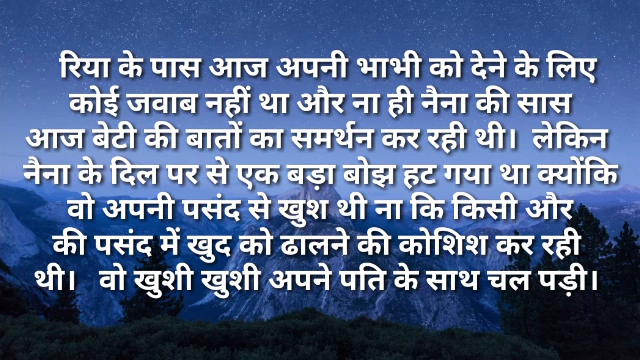 रिया के पास आज अपनी भाभी को देने के लिए
कोई जवाब नहीं था और ना ही नैना की सास
आज बेटी की बातों का समर्थन कर रही थी। लेकिन
नैना के दिल पर से एक बड़ा बोझ हट गया था क्योंकि
वो अपनी पसंद से खुश थी ना कि किसी और
की पसंद में खुद को ढालने की कोशिश कर रही
थी। वो खुशी खुशी अपने पति के साथ चल पड़ी।